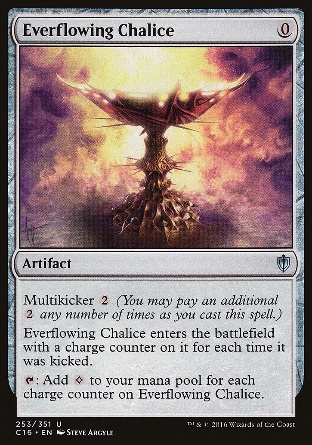 Everflowing Chalice 0
Artifact
Multikicker 2 (You may pay an additional
2 any number of times as you cast this spell.)
Everflowing Chalice enters the battlefield
with a charge counter on it for each time it
was kicked.
: Add to your mana pool for each
charge counter on Everflowing Chalice.
253/351 U
C16 • EN Steve Argyle
™ & © 2016 Wizards of the Coast